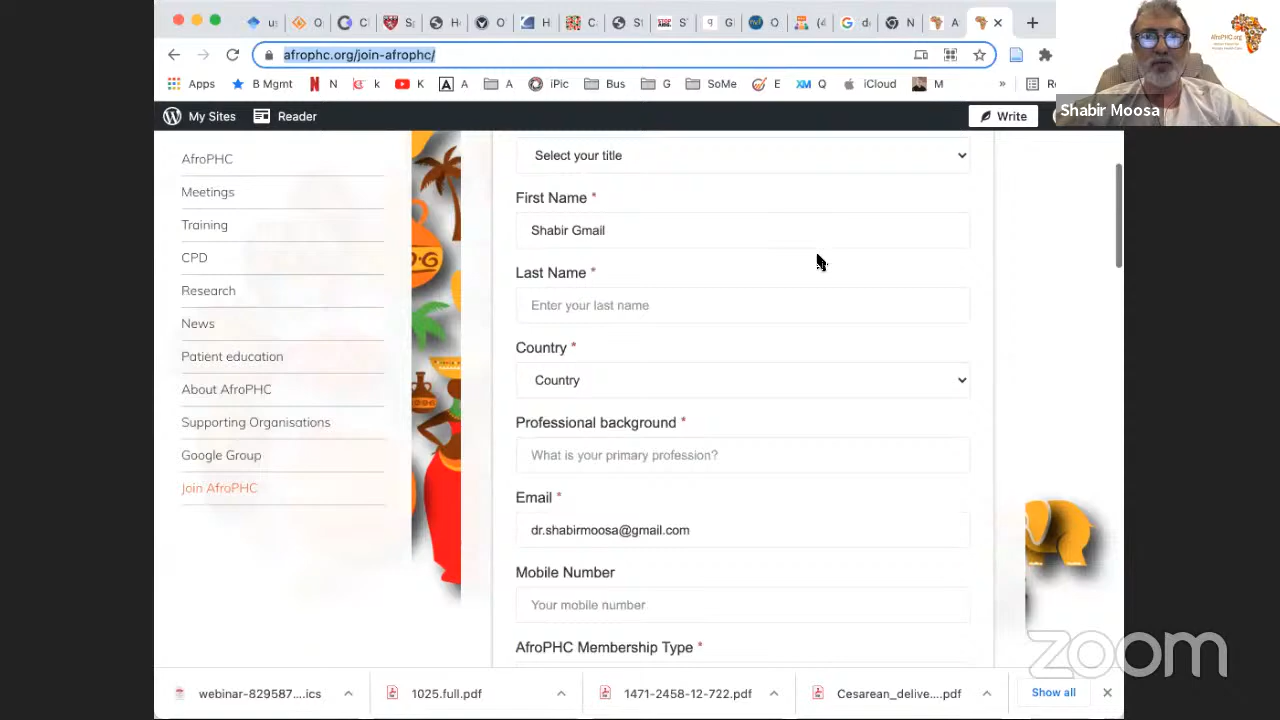 us
O
C
S
H
O
H
C
S
S
G
O
(
d
N
A
afrophc.org/join-afrophc/
Apps
B Mgmt
N
k
K
A
A
iPic
Bus
G
SoMe
E
XM Q
iCloud
M
»
AfroPHC.org
Shabir Moosa
My Sites
Reader
Write
AfroPHC
Meetings
Training
CPD
Research
News
Patient education
About AfroPHC
Supporting Organisations
Google Group
Join AfroPHC
Select your title
First Name *
Shabir Gmail
Last Name *
Enter your last name
Country *
Country
Professional background *
What is your primary profession?
Email *
dr.shabirmoosa@gmail.com
Mobile Number
Your mobile number
AfroPHC Membership Type *
webinar-829587....ics
1025.full.pdf
1471-2458-12-722.pdf
Cesarean_delive....pdf
Show all
zoom